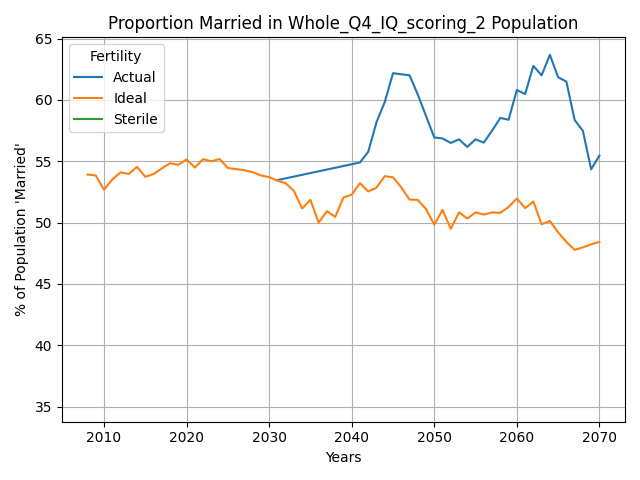 Proportion Married in Whole_Q4_IQ_scoring_2 Population
Fertility
Actual
Ideal
Sterile
% of Population 'Married'
65
60
55
50
45
40
35
2010 2020 2030 2040 2050 2060 2070
Years